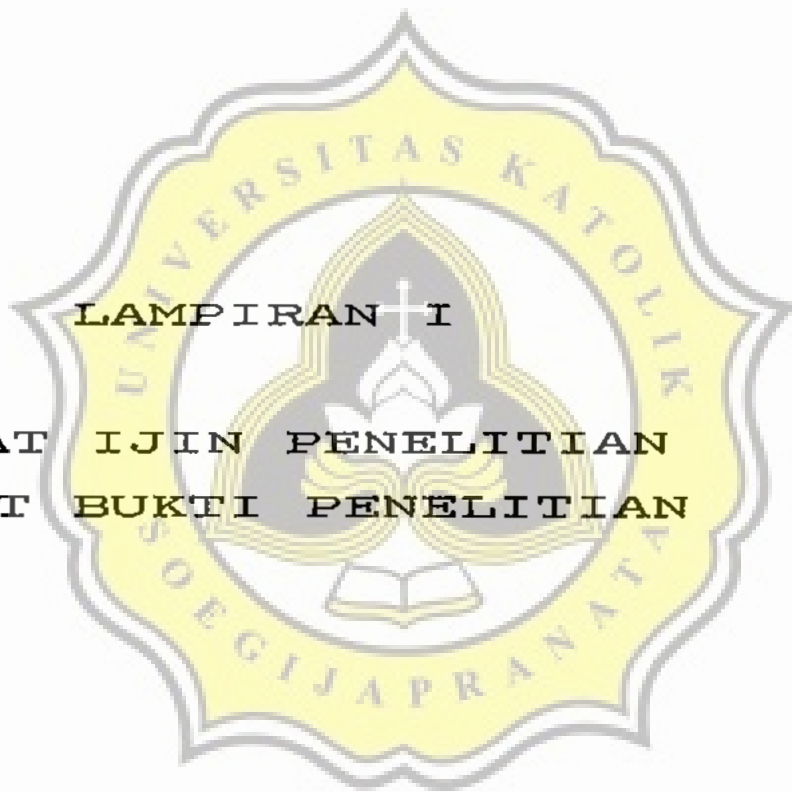 UNIVERSITAS KATOLIK
LAMPIRAN I
IJIN PENELITIAN
BUKTI PENELITIAN
SOEGIJAPRANATA